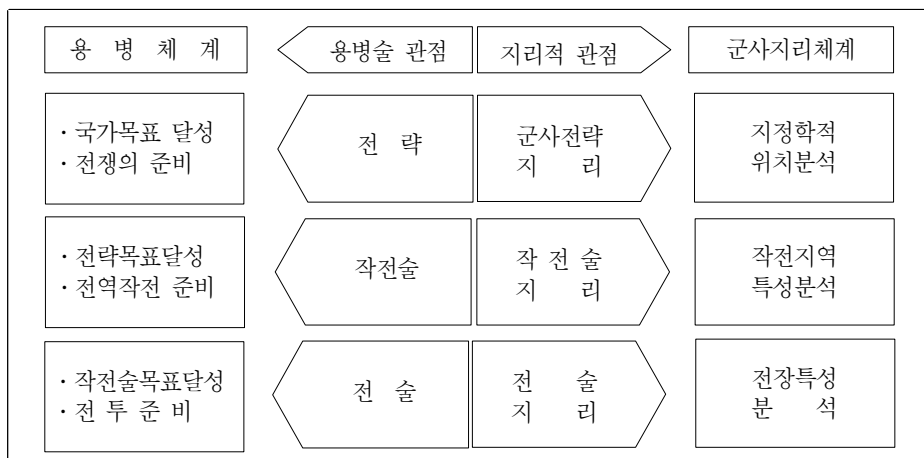 용 병 체 계
용병술 관점
지리적 관점
군사지리체계
· 국가목표 달성
· 전쟁의 준비
전 략
군사전략
지 리
지정학적
위치분석
· 전략목표달성
· 전역작전 준비
작전술
작 전 술
지 리
작전지역
특성분석
· 작전술목표달성
· 전 투 준 비
전 술
전 술
지 리
전장특성
분 석